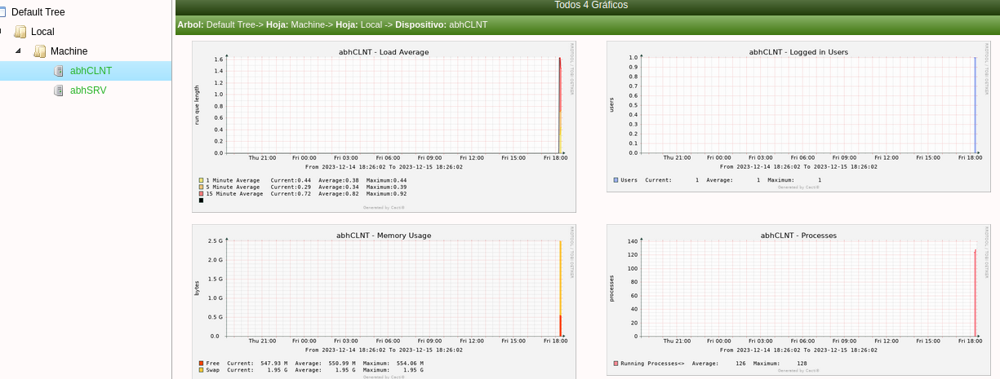 Todos 4 Gráficos
Default Tree
Local
Machine
abhCLNT
abhSRV
Arbol: Default Tree-> Hoja: Machine-> Hoja: Local -> Dispositivo: abhCLNT
abhCLNT - Load Average
RRDTOOL / TOBI OETIKER
run que length
1.6
1.4
1.2
1.0
0.8
0.6
0.4
0.2
0.0
Thu 21:00 Fri 00:00 Fri 03:00 Fri 06:00 Fri 09:00 Fri 12:00 Fri 15:00 Fri 18:00
From 2023-12-14 18:26:02 To 2023-12-15 18:26:02
1 Minute Average Current:0.44 Average:0.38 Maximum:0.44
5 Minute Average Current:0.29 Average:0.34 Maximum:0.39
15 Minute Average Current:0.72 Average:0.82 Maximum:0.92
Generated by Cacti®
abhCLNT - Logged in Users
RRDTOOL / TOBI OETIKER
users
1.0
0.9
0.8
0.7
0.6
0.5
0.4
0.3
0.2
0.1
0.0
Thu 21:00 Fri 00:00 Fri 03:00 Fri 06:00 Fri 09:00 Fri 12:00 Fri 15:00 Fri 18:00
From 2023-12-14 18:26:02 To 2023-12-15 18:26:02
Users Current: 1 Average: 1 Maximum: 1
Generated by Cacti®
abhCLNT - Memory Usage
RRDTOOL / TOBI OETIKER
bytes
2.5 G
2.0 G
1.5 G
1.0 G
0.5 G
0.0
Thu 21:00 Fri 00:00 Fri 03:00 Fri 06:00 Fri 09:00 Fri 12:00 Fri 15:00 Fri 18:00
From 2023-12-14 18:26:02 To 2023-12-15 18:26:02
Free Current: 547.93 M Average: 550.99 M Maximum: 554.06 M
Swap Current: 1.95 G Average: 1.95 G Maximum: 1.95 G
Generated by Cacti®
abhCLNT - Processes
RRDTOOL / TOBI OETIKER
processes
140
120
100
80
60
40
20
0
Thu 21:00 Fri 00:00 Fri 03:00 Fri 06:00 Fri 09:00 Fri 12:00 Fri 15:00 Fri 18:00
From 2023-12-14 18:26:02 To 2023-12-15 18:26:02
Running Processes<> Average: 126 Maximum: 128
Generated by Cacti®